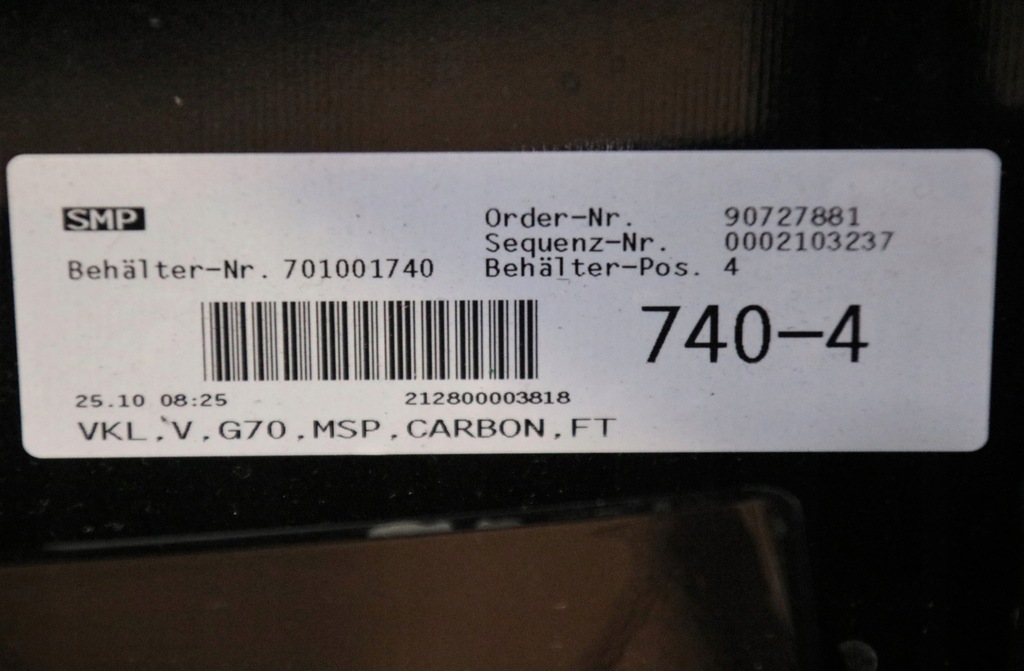 SMP
Order-Nr. 90727881
Sequenz-Nr. 0002103237
Behälter-Nr. 701001740 Behälter-Pos. 4
740-4
25.10 08:25 212800003818
VKL,V,G70,MSP,CARBON,FT